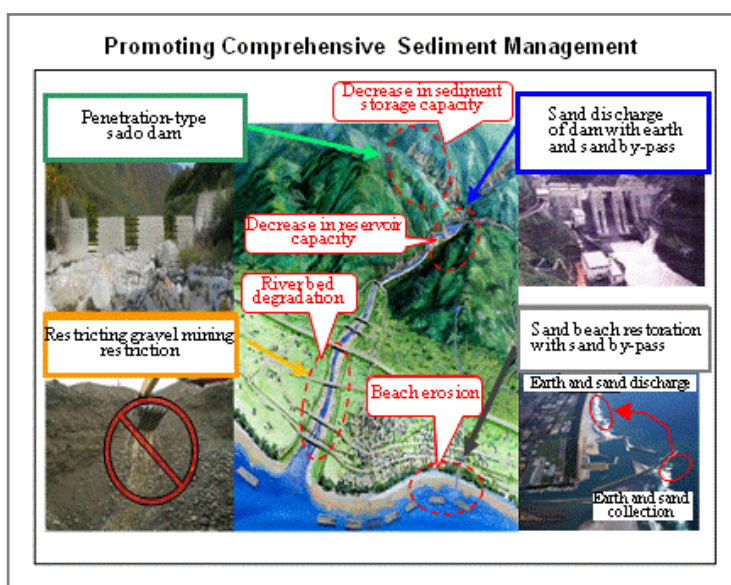 Promoting Comprehensive Sediment Management
Decrease in sediment
storage capacity
Penetration-type
sado dam
Sand discharge
of dam with earth
and sand by-pass
Decrease in reservoir
capacity
River bed
degradation
Restricting gravel mining
restriction
Sand beach restoration
with sand by-pass
Beach erosion
Earth and sand discharge
Earth and sand
collection